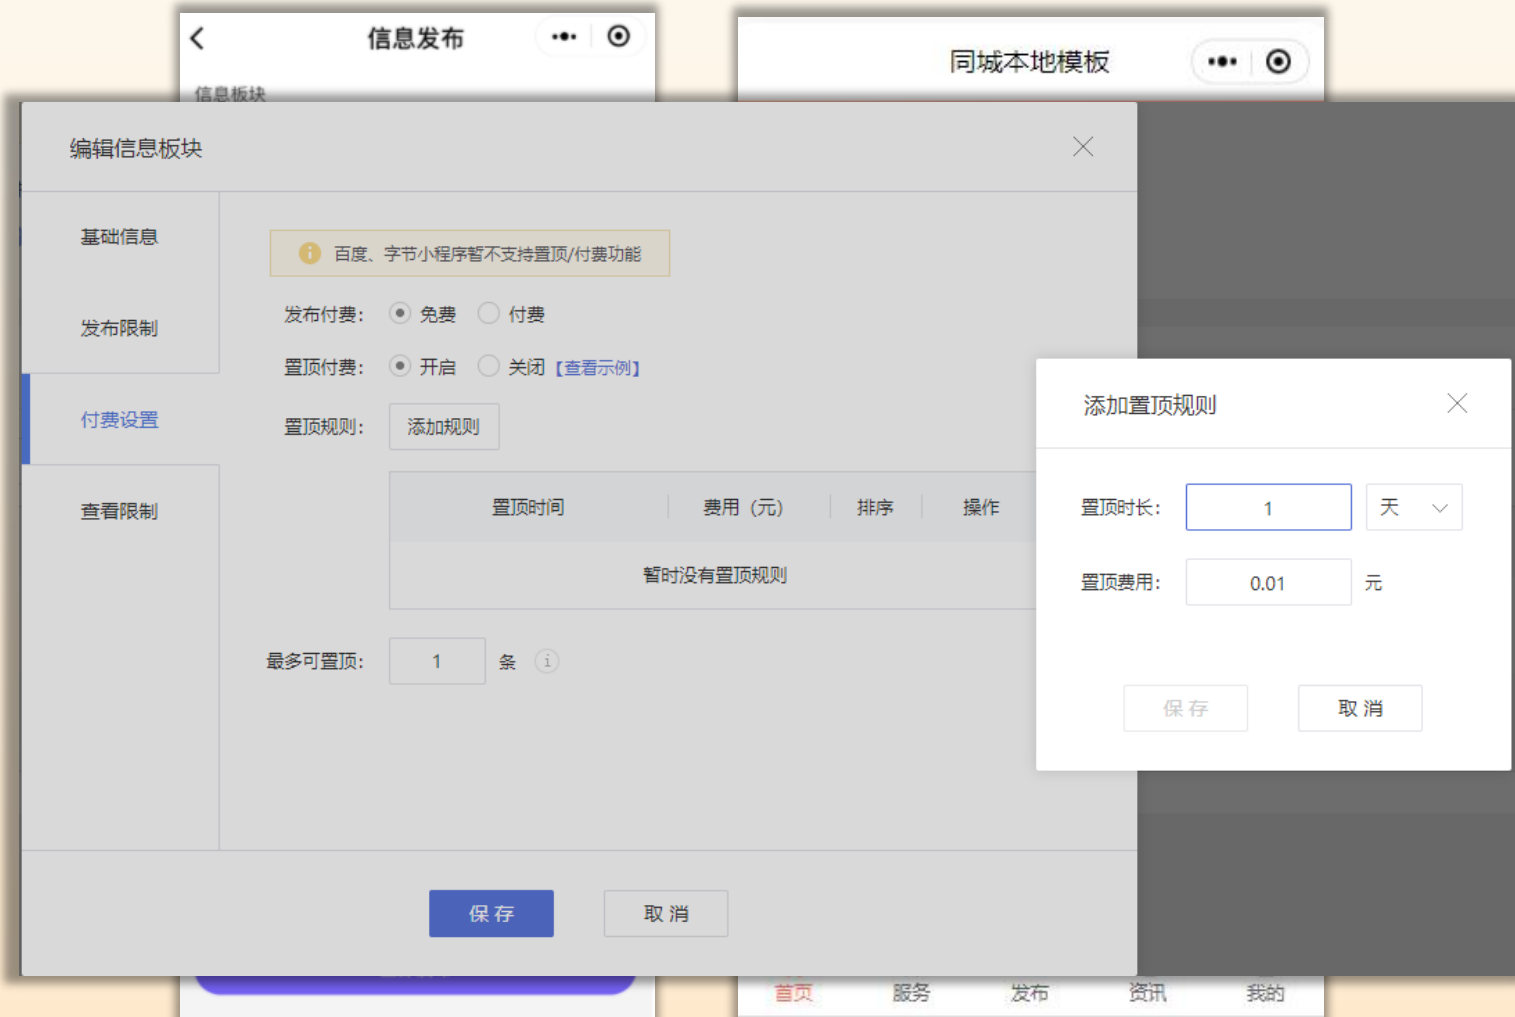 信息发布
同城本地模板
信息板块
编辑信息板块
基础信息
发布限制
付费设置
查看限制
百度、字节小程序暂不支持置顶/付费功能
发布付费： 免费 付费
置顶付费： 开启 关闭【查看示例】
置顶规则： 添加规则
置顶时间 费用（元） 排序 操作
暂时没有置顶规则
最多可置顶： 1 条
保存 取消
添加置顶规则
置顶时长： 1 天
置顶费用： 0.01 元
保存 取消
首页 服务 发布 资讯 我的